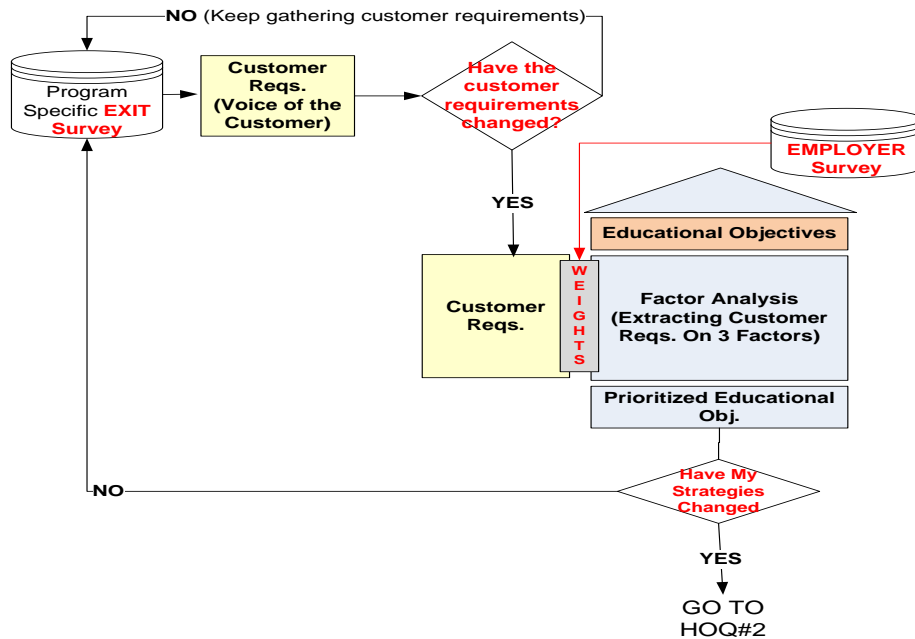 NO (Keep gathering customer requirements)
Program
Specific EXIT
Survey
Customer
Reqs.
(Voice of the
Customer)
Have the
customer
requirements
changed?
EMPLOYER
Survey
YES
Educational Objectives
Customer
Reqs.
W
E
I
G
H
T
S
Factor Analysis
(Extracting Customer
Reqs. On 3 Factors)
Prioritized Educational
Obj.
Have My
Strategies
Changed
NO
YES
GO TO
HOQ#2